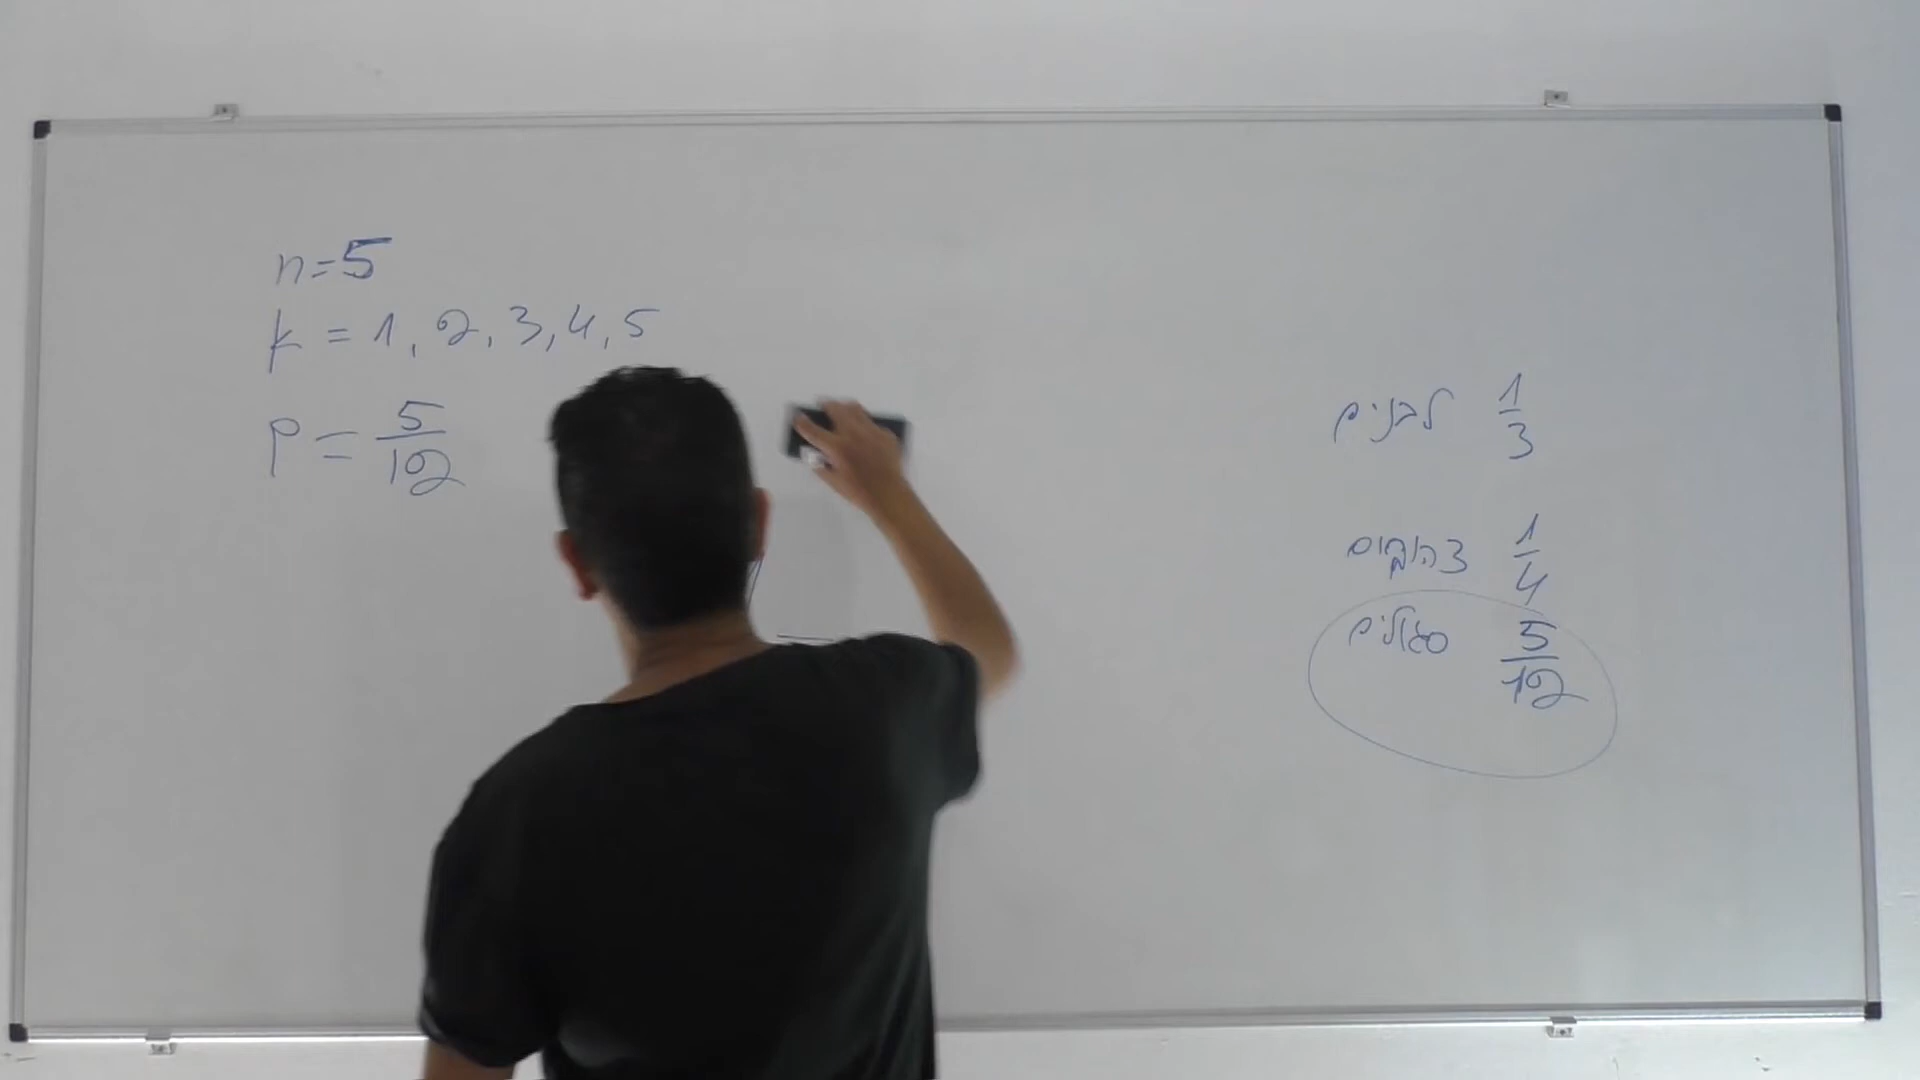 n=5
k = 1, 2, 3, 4, 5
P = 5/12
לבנים 1/3
צהובים 1/4
סגולים 5/12